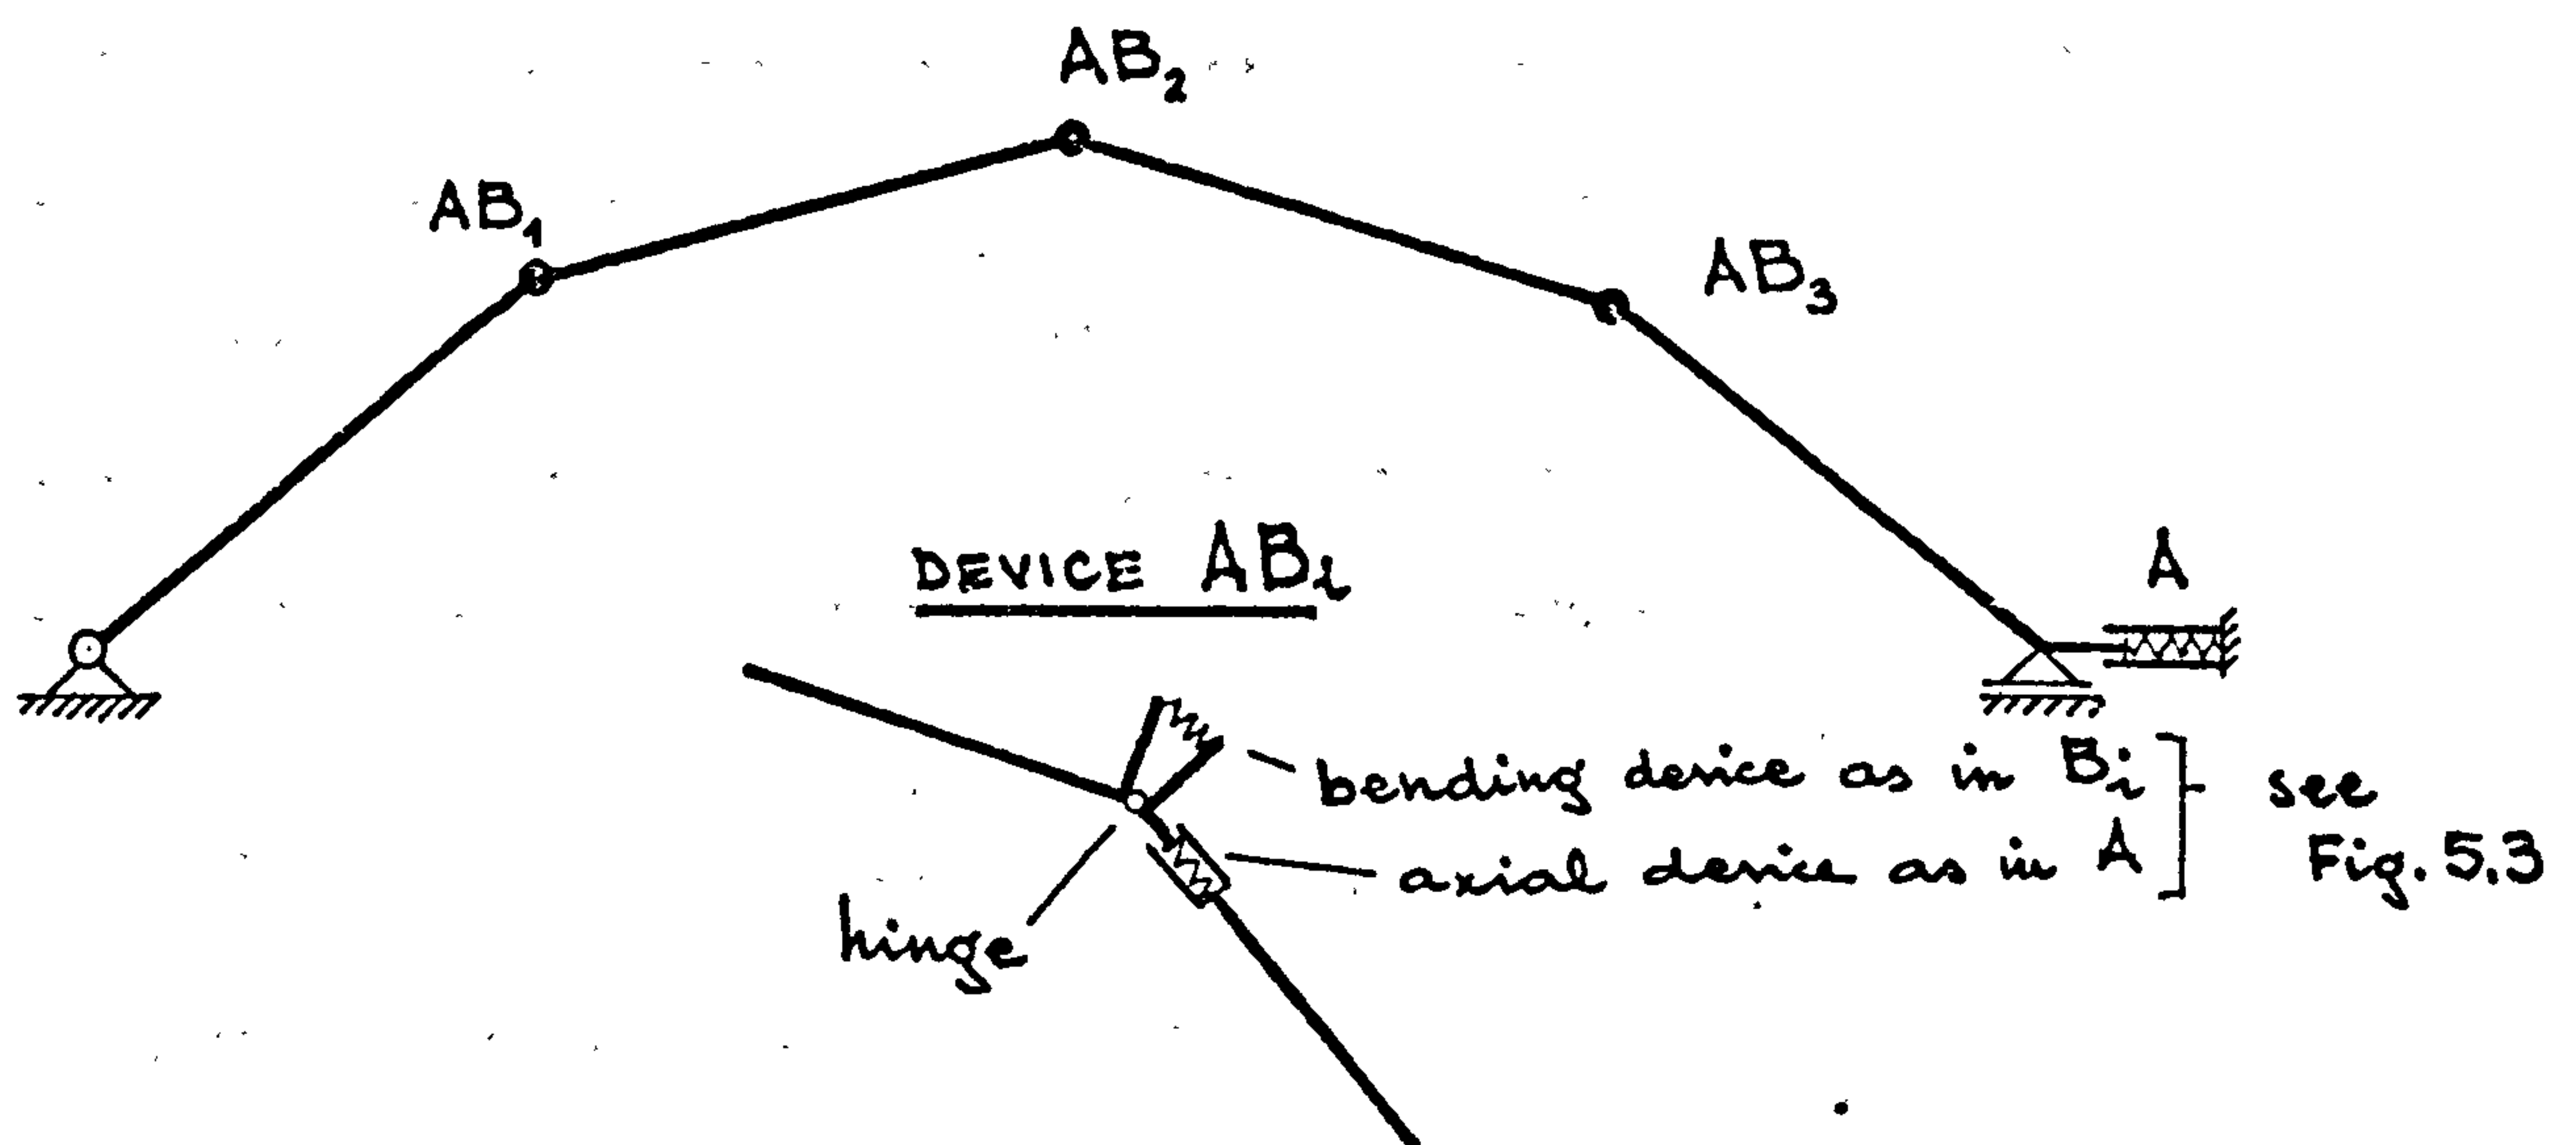 AB₂
AB₁
AB₃
A
DEVICE ABi
bending device as in Bi
axial device as in A
see
Fig. 5.3
hinge